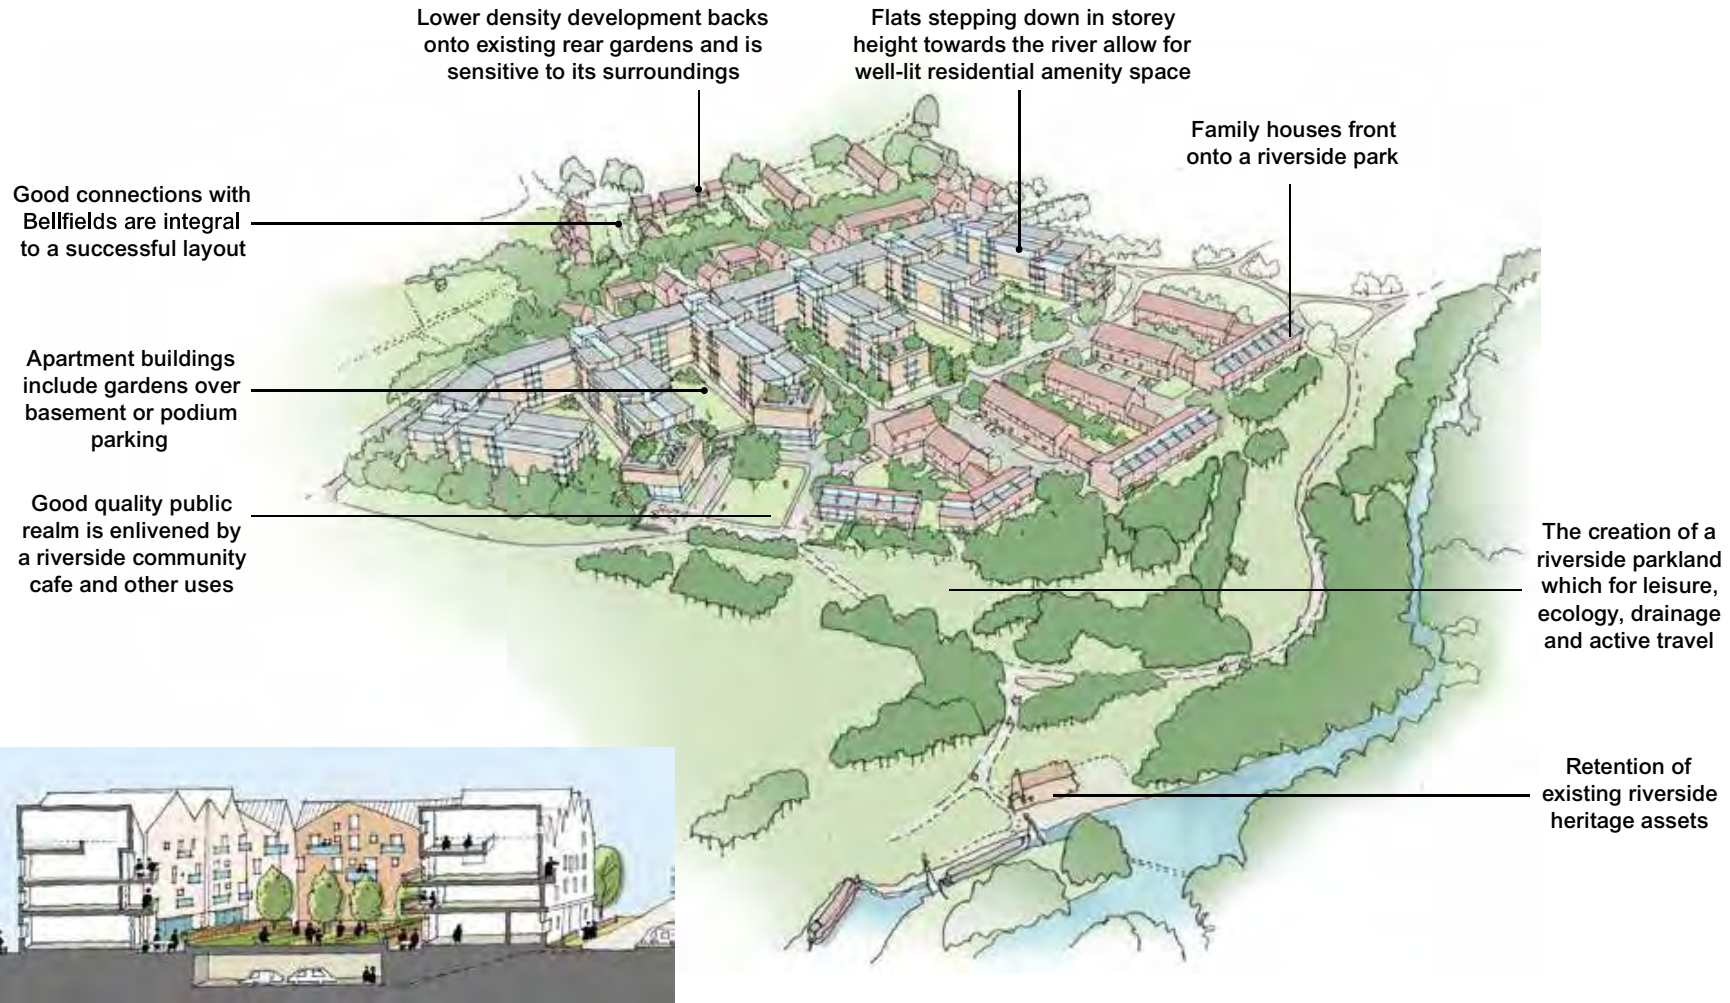 Lower density development backs
onto existing rear gardens and is
sensitive to its surroundings
Flats stepping down in storey
height towards the river allow for
well-lit residential amenity space
Family houses front
onto a riverside park
Good connections with
Bellfields are integral
to a successful layout
Apartment buildings
include gardens over
basement or podium
parking
Good quality public
realm is enlivened by
a riverside community
cafe and other uses
The creation of a
riverside parkland
which for leisure,
ecology, drainage
and active travel
Retention of
existing riverside
heritage assets